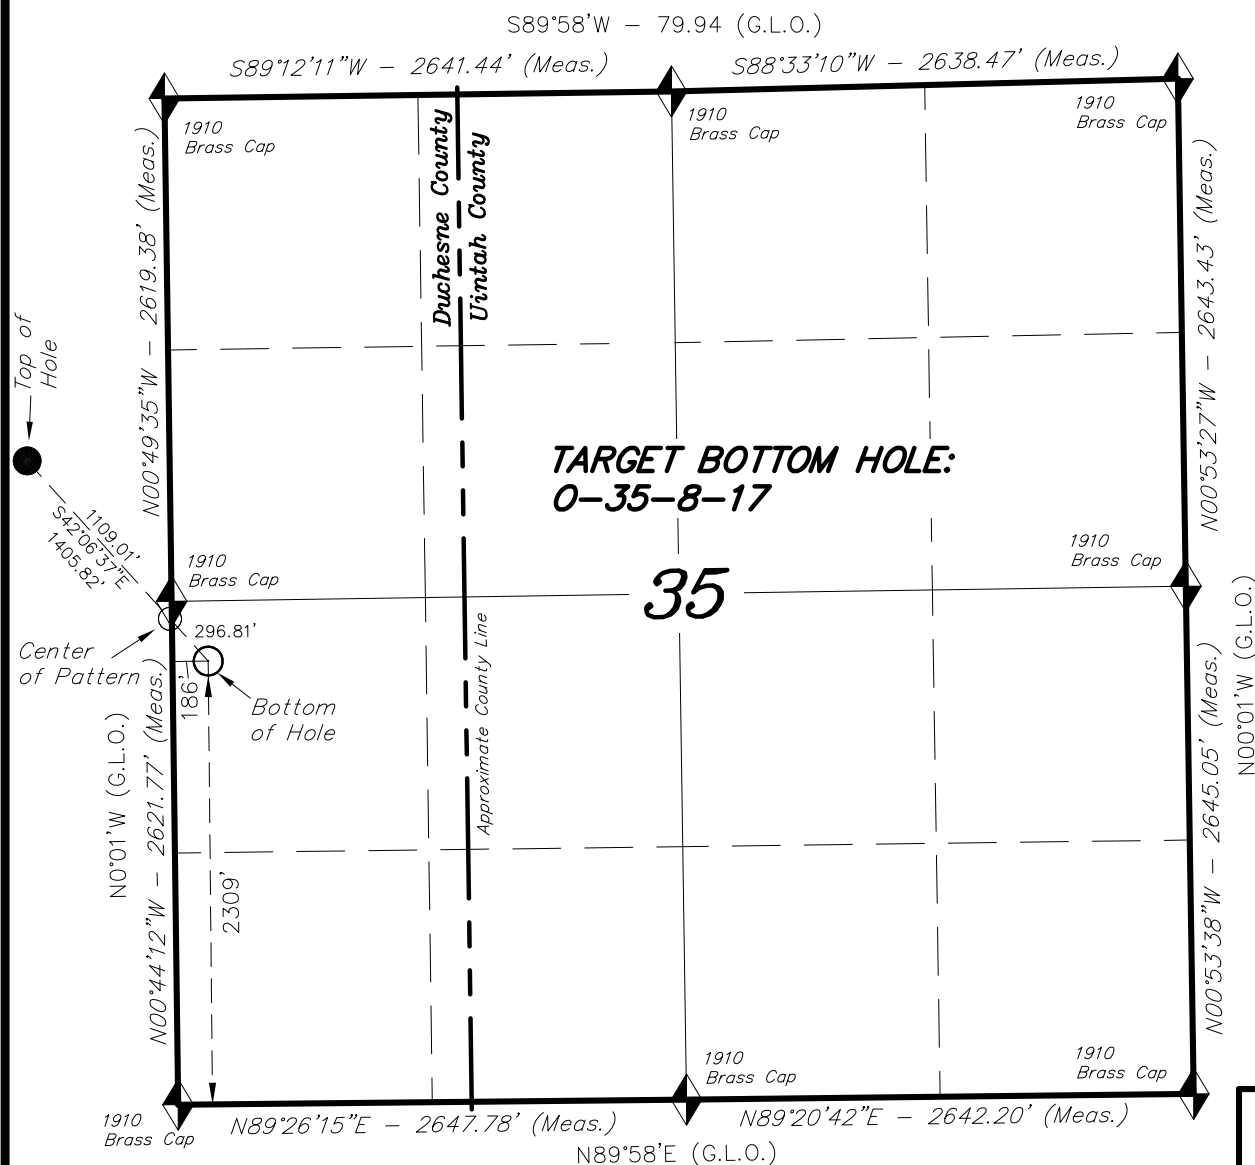 S89°58'W - 79.94 (G.L.O.)
S89°12'11"W - 2641.44' (Meas.)
S88°33'10"W - 2638.47' (Meas.)
1910
Brass Cap
1910
Brass Cap
1910
Brass Cap
Duchesne County
Uintah County
N00°49'35"W - 2619.38' (Meas.)
N00°53'27"W - 2643.43' (Meas.)
Top of
Hole
TARGET BOTTOM HOLE:
O-35-8-17
1109.01'
S42°06'37"E
1405.82'
1910
Brass Cap
1910
Brass Cap
35
Center
of Pattern
296.81'
186'
Bottom
of Hole
Approximate County Line
N0°01'W (G.L.O.)
N00°44'12"W - 2621.77' (Meas.)
2309'
N00°53'38"W - 2645.05' (Meas.)
N00°01'W (G.L.O.)
1910
Brass Cap
1910
Brass Cap
1910
Brass Cap
N89°26'15"E - 2647.78' (Meas.)
N89°20'42"E - 2642.20' (Meas.)
N89°58'E (G.L.O.)